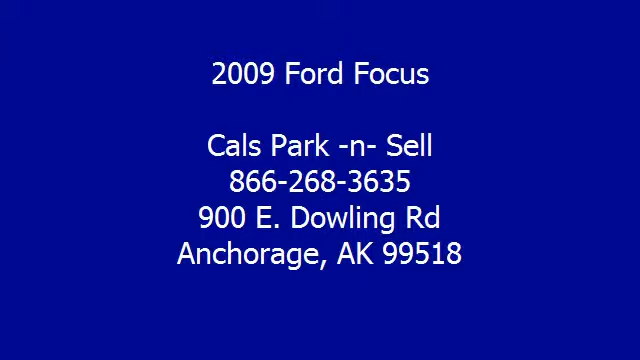 2009 Ford Focus
Cals Park -n- Sell
866-268-3635
900 E. Dowling Rd
Anchorage, AK 99518